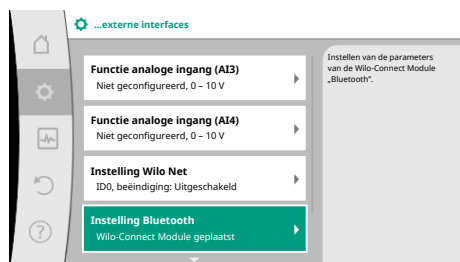 ...externe interfaces
Functie analoge ingang (AI3)
Niet geconfigureerd, 0 – 10 V
Functie analoge ingang (AI4)
Niet geconfigureerd, 0 – 10 V
Instelling Wilo Net
ID0, beëindiging: Uitgeschakeld
Instelling Bluetooth
Wilo-Connect Module geplaatst
Instellen van de parameters
van de Wilo-Connect Module
„Bluetooth”.